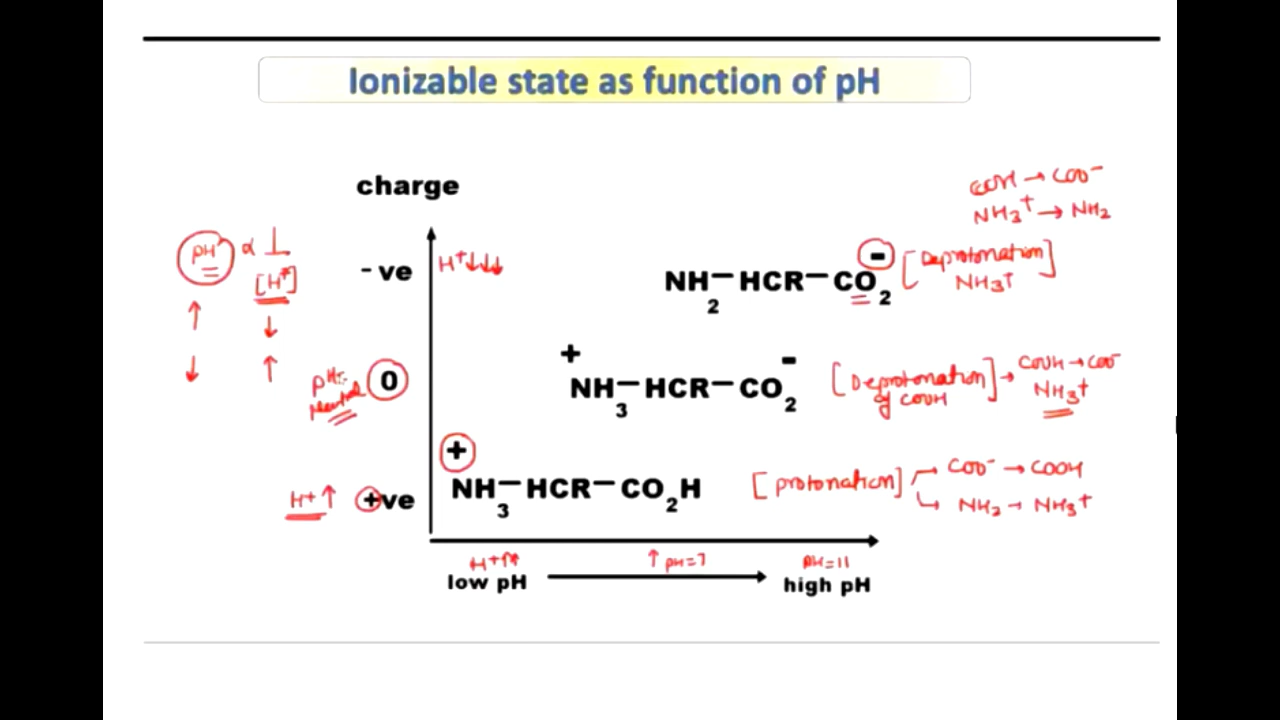 Ionizable state as function of pH
charge
COOH → COO⁻
NH₃⁺ → NH₂
pH ∝ 1
[H⁺]
↑ ↓
↓ ↑
-ve
H⁺↓↓↓
NH₂—HCR—CO₂⁻
[Deprotonation]
NH₃⁺
0
pH:-
Neutral
⁺NH₃—HCR—CO₂⁻
[Deprotonation] → COOH → COO⁻
of COOH NH₃⁺
H⁺↑
+ve
⁺NH₃—HCR—CO₂H
[protonation] → COO⁻ → COOH
↳ NH₂ → NH₃⁺
H⁺↑↑
↑ pH=7
pH=11
low pH → high pH